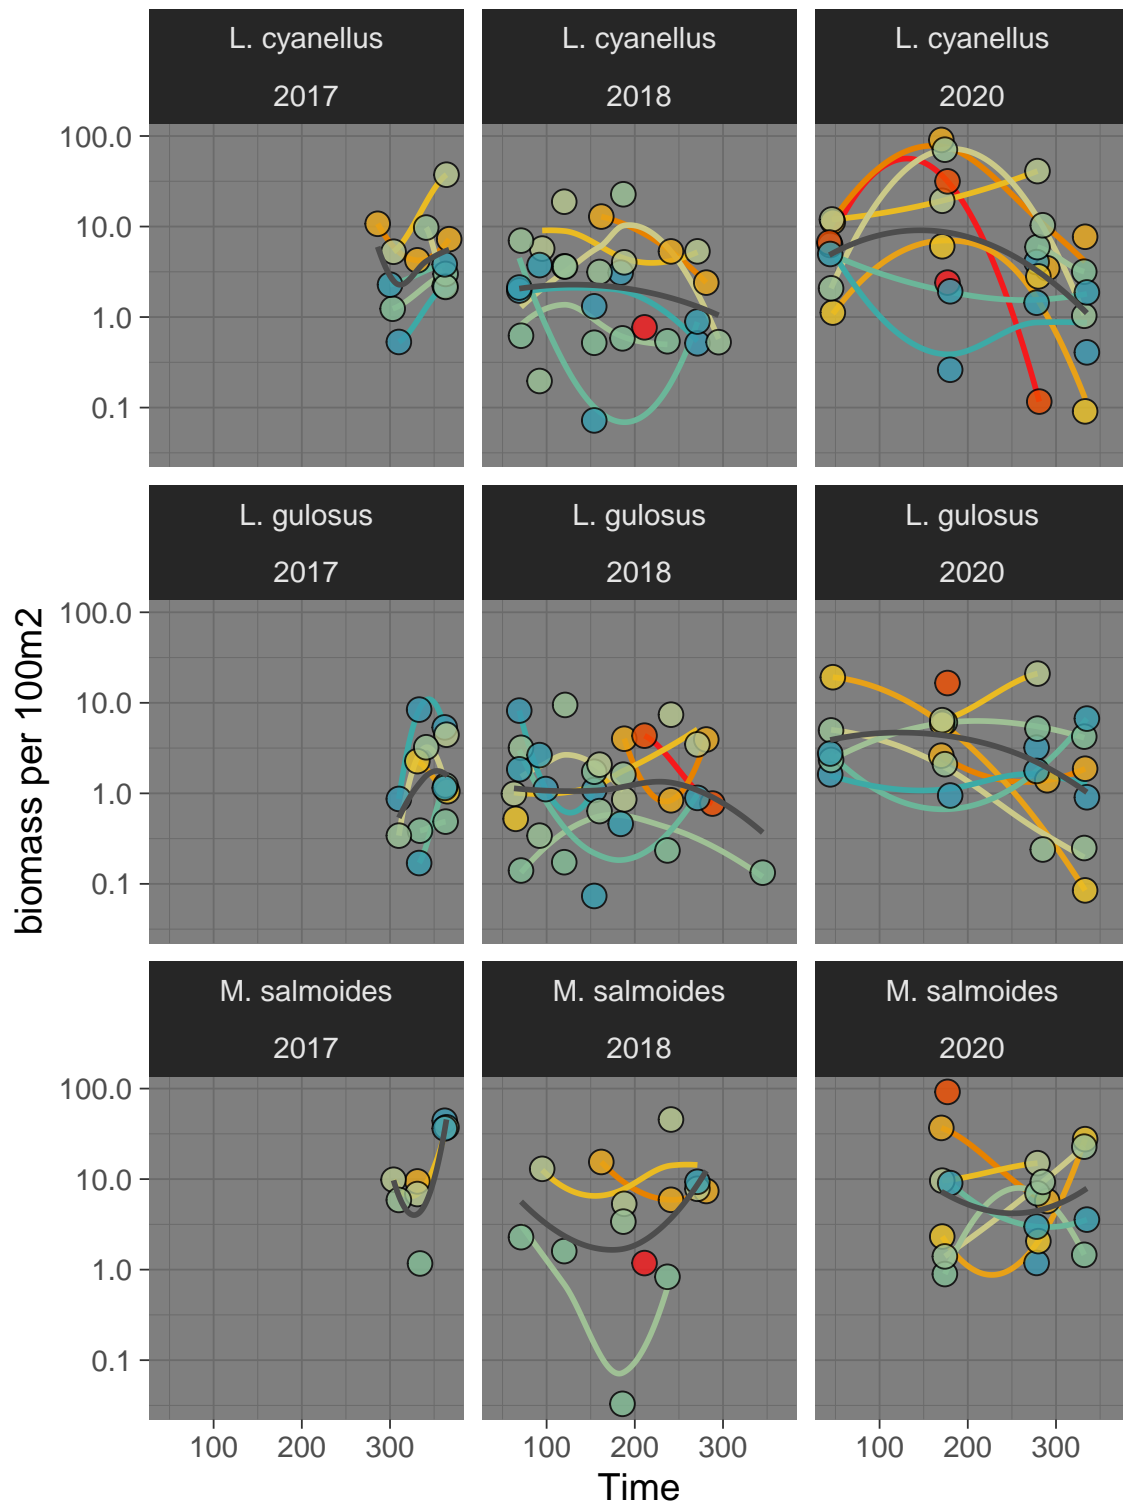 L. cyanellus L. cyanellus L. cyanellus
2017 2018 2020
100.0
10.0
1.0
0.1
L. gulosus L. gulosus L. gulosus
2017 2018 2020
100.0
10.0
1.0
0.1
biomass per 100m2
M. salmoides M. salmoides M. salmoides
2017 2018 2020
100.0
10.0
1.0
0.1
100 200 300 100 200 300 100 200 300
Time